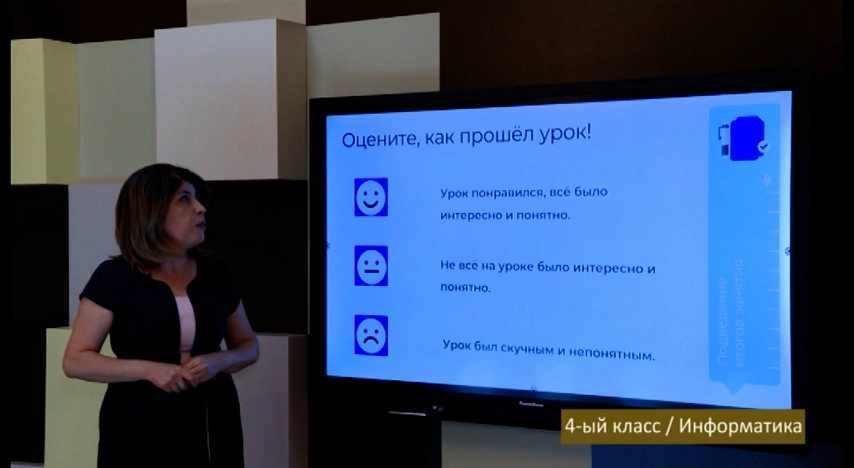 Оцените, как прошёл урок!
Урок понравился, всё было
интересно и понятно.
Не всё на уроке было интересно и
понятно.
Урок был скучным и непонятным.
Подведение
итогов занятия
4-ый класс / Информатика